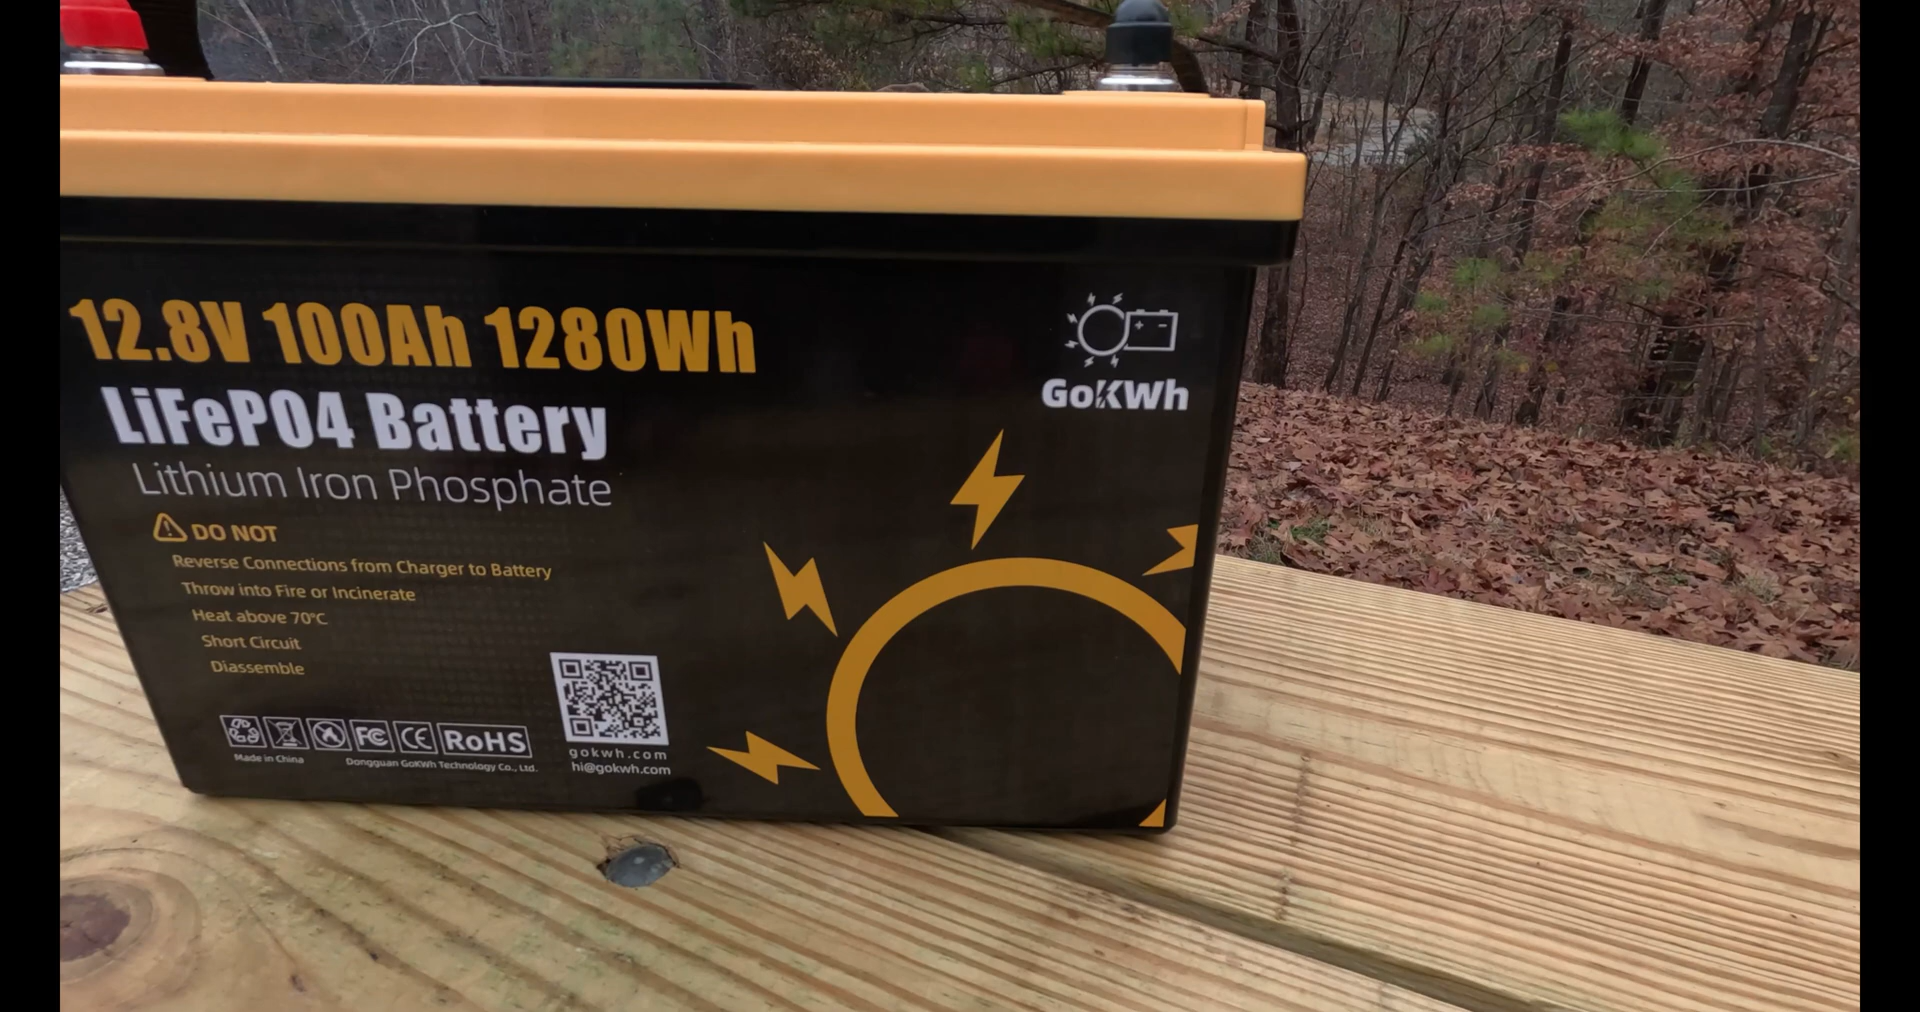 12.8V 100Ah 1280Wh
LiFePO4 Battery
Lithium Iron Phosphate
GoKWh
DO NOT
Reverse Connections from Charger to Battery
Throw into Fire or Incinerate
Heat above 70°C
Short Circuit
Diassemble
FC CE RoHS
Made in China Dongguan GoKWh Technology Co., Ltd.
gokwh.com
hi@gokwh.com